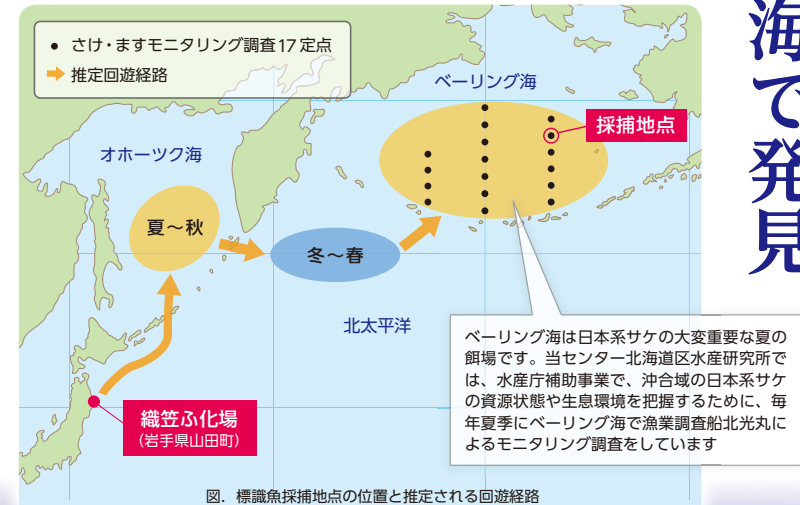 海で発見
● さけ・ますモニタリング調査17定点
➡ 推定回遊経路
ベーリング海
採捕地点
オホーツク海
夏～秋
冬～春
北太平洋
織笠ふ化場
(岩手県山田町)
ベーリング海は日本系サケの大変重要な夏の
餌場です。当センター北海道区水産研究所で
は、水産庁補助事業で、沖合域の日本系サケ
の資源状態や生息環境を把握するために、毎
年夏季にベーリング海で漁業調査船北光丸に
よるモニタリング調査をしています
図．標識魚採捕地点の位置と推定される回遊経路